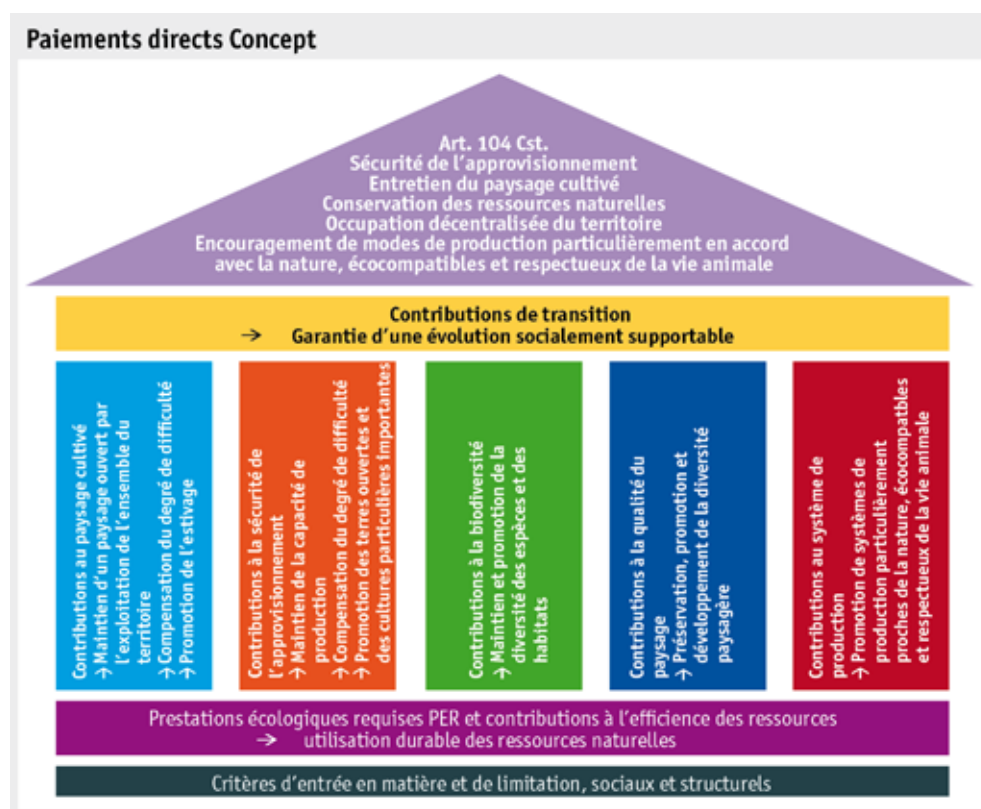 Paiements directs Concept
Art. 104 Cst.
Sécurité de l'approvisionnement
Entretien du paysage cultivé
Conservation des ressources naturelles
Occupation décentralisée du territoire
Encouragement de modes de production particulièrement en accord
avec la nature, écocompatibles et respectueux de la vie animale
Contributions de transition
→ Garantie d'une évolution socialement supportable
Contributions au paysage cultivé
→ Maintien d'un paysage ouvert par
l'exploitation de l'ensemble du
territoire
→ Compensation du degré de difficulté
→ Promotion de l'estivage
Contributions à la sécurité de
l'approvisionnement
→ Maintien de la capacité de
production
→ Compensation du degré de difficulté
→ Promotion des terres ouvertes et
des cultures particulières importantes
Contributions à la biodiversité
→ Maintien et promotion de la
diversité des espèces et des
habitats
Contributions à la qualité du
paysage
→ Préservation, promotion et
développement de la diversité
paysagère
Contributions au système de
production
→ Promotion de systèmes de
production particulièrement
proches de la nature, écocompatbles
et respectueux de la vie animale
Prestations écologiques requises PER et contributions à l'efficience des ressources
→ utilisation durable des ressources naturelles
Critères d'entrée en matière et de limitation, sociaux et structurels